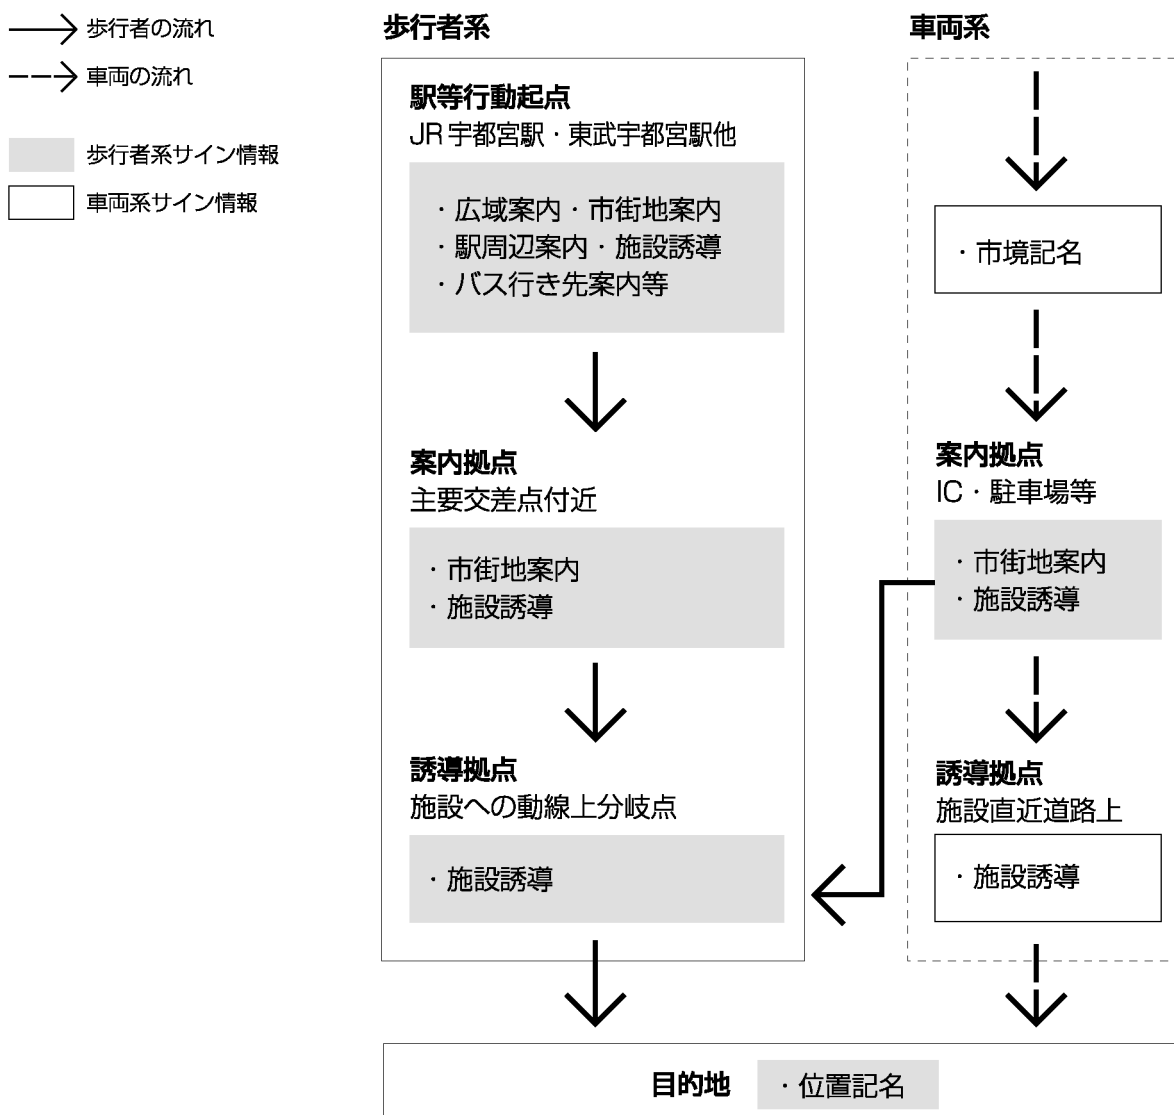 歩行者の流れ
車両の流れ
歩行者系サイン情報
車両系サイン情報
歩行者系
駅等行動起点
JR宇都宮駅・東武宇都宮駅他
・広域案内・市街地案内
・駅周辺案内・施設誘導
・バス行き先案内等
案内拠点
主要交差点付近
・市街地案内
・施設誘導
誘導拠点
施設への動線上分岐点
・施設誘導
車両系
・市境記名
案内拠点
IC・駐車場等
・市街地案内
・施設誘導
誘導拠点
施設直近道路上
・施設誘導
目的地
・位置記名